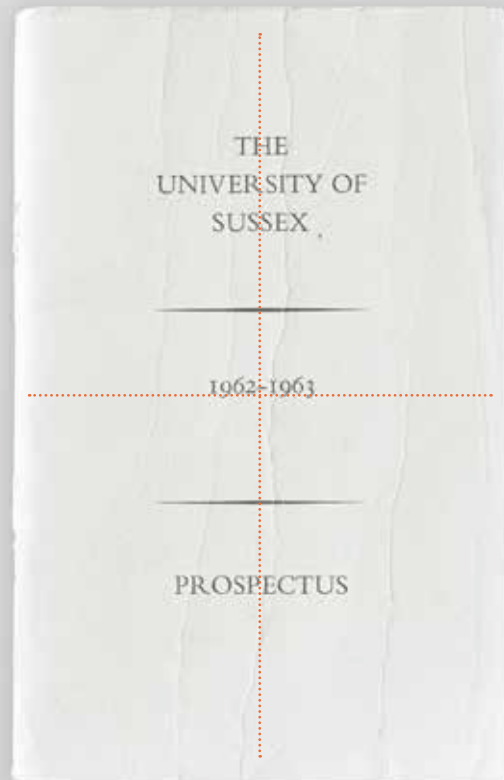 THE
UNIVERSITY OF
SUSSEX
1962-1963
PROSPECTUS